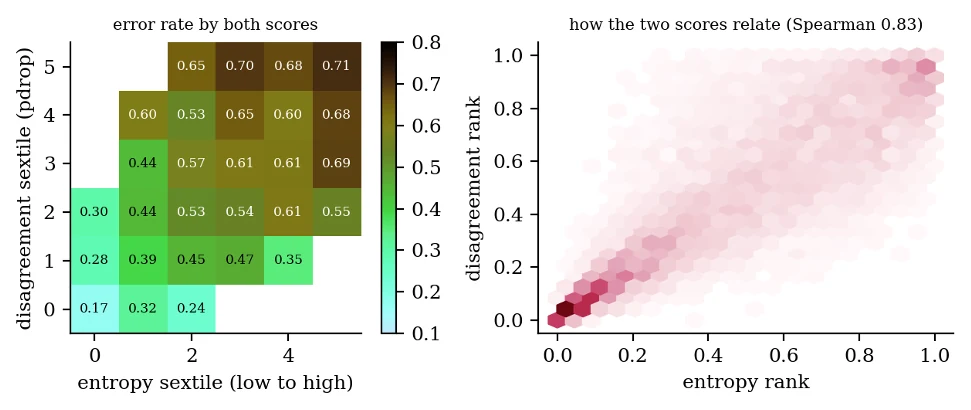 error rate by both scores
disagreement sextile (pdrop)
5
4
3
2
1
0
0.65 0.70 0.68 0.71
0.60 0.53 0.65 0.60 0.68
0.44 0.57 0.61 0.61 0.69
0.30 0.44 0.53 0.54 0.61 0.55
0.28 0.39 0.45 0.47 0.35
0.17 0.32 0.24
0 2 4
entropy sextile (low to high)
0.8
0.7
0.6
0.5
0.4
0.3
0.2
0.1
how the two scores relate (Spearman 0.83)
disagreement rank
1.0
0.8
0.6
0.4
0.2
0.0
0.0 0.2 0.4 0.6 0.8 1.0
entropy rank